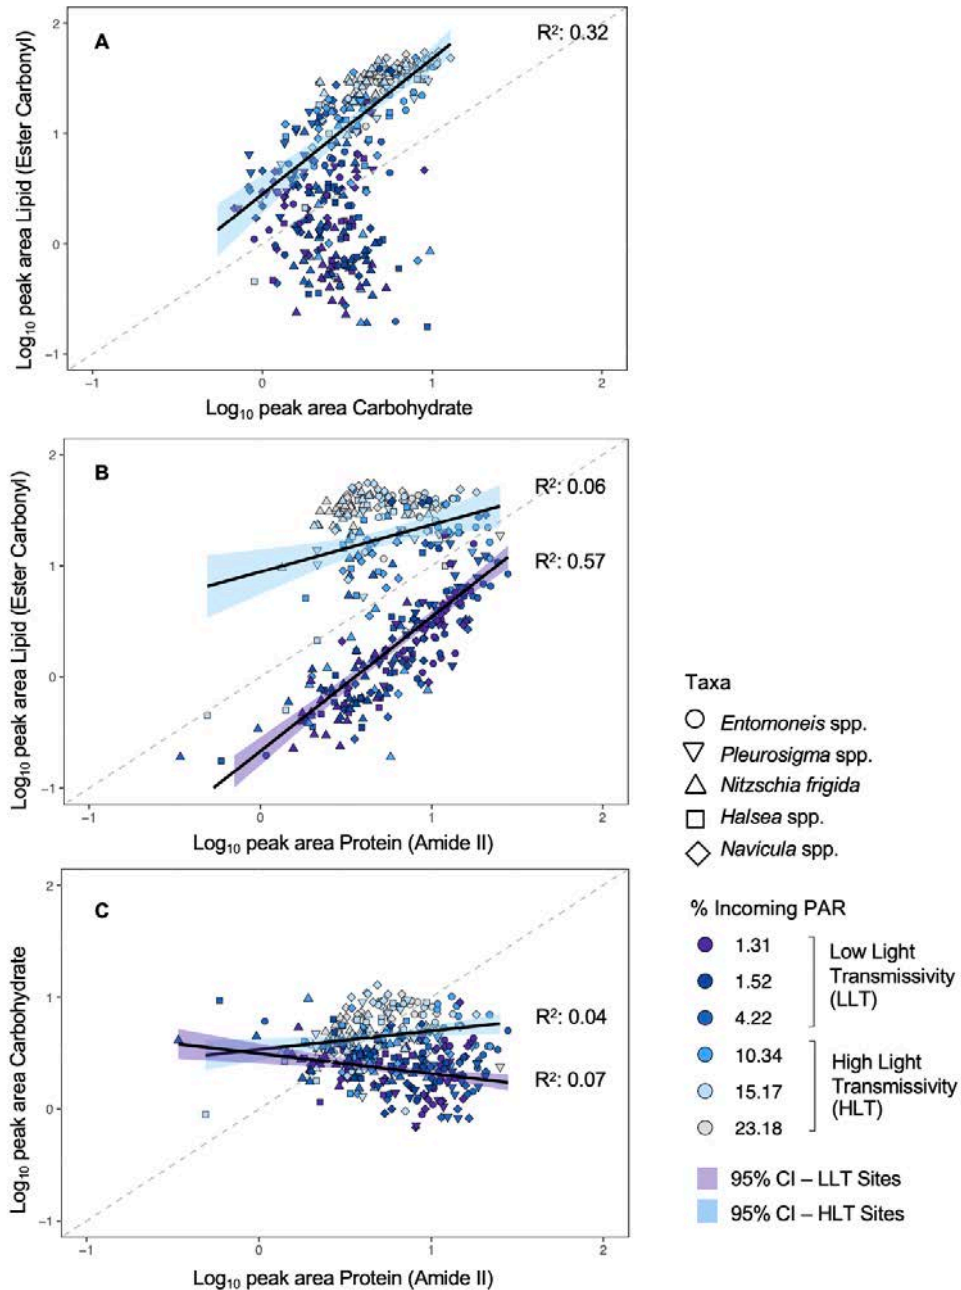 A
R²: 0.32
Log₁₀ peak area Lipid (Ester Carbonyl)
2
1
0
−1
−1
0
1
2
Log₁₀ peak area Carbohydrate
B
R²: 0.06
R²: 0.57
Log₁₀ peak area Lipid (Ester Carbonyl)
2
1
0
−1
−1
0
1
2
Log₁₀ peak area Protein (Amide II)
C
R²: 0.04
R²: 0.07
Log₁₀ peak area Carbohydrate
2
1
0
−1
−1
0
1
2
Log₁₀ peak area Protein (Amide II)
Taxa
Entomoneis spp.
Pleurosigma spp.
Nitzschia frigida
Halsea spp.
Navicula spp.
% Incoming PAR
1.31
1.52
4.22
Low Light
Transmissivity
(LLT)
10.34
15.17
23.18
High Light
Transmissivity
(HLT)
95% CI – LLT Sites
95% CI – HLT Sites